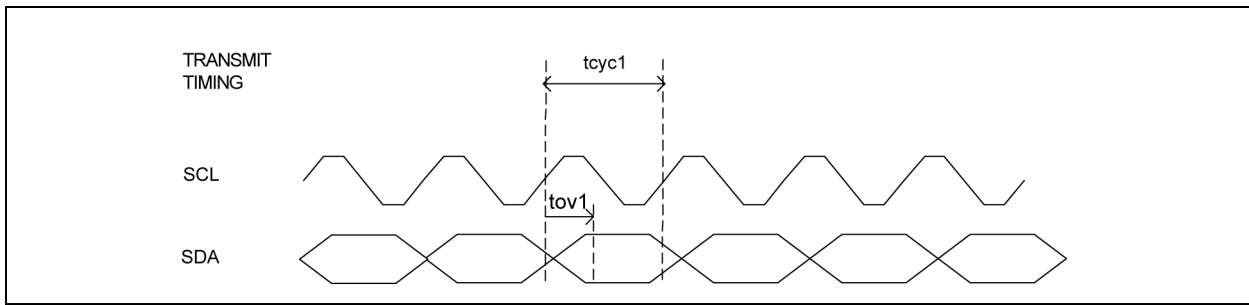 TRANSMIT
TIMING
tcyc1
SCL
tov1
SDA